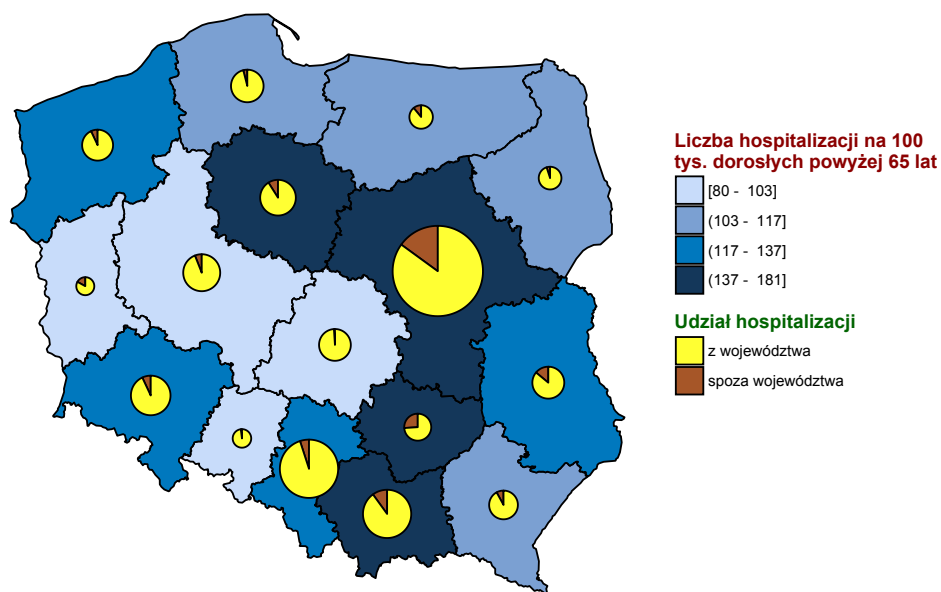 Liczba hospitalizacji na 100
tys. dorosłych powyżej 65 lat
[80 - 103]
(103 - 117]
(117 - 137]
(137 - 181]
Udział hospitalizacji
z województwa
spoza województwa